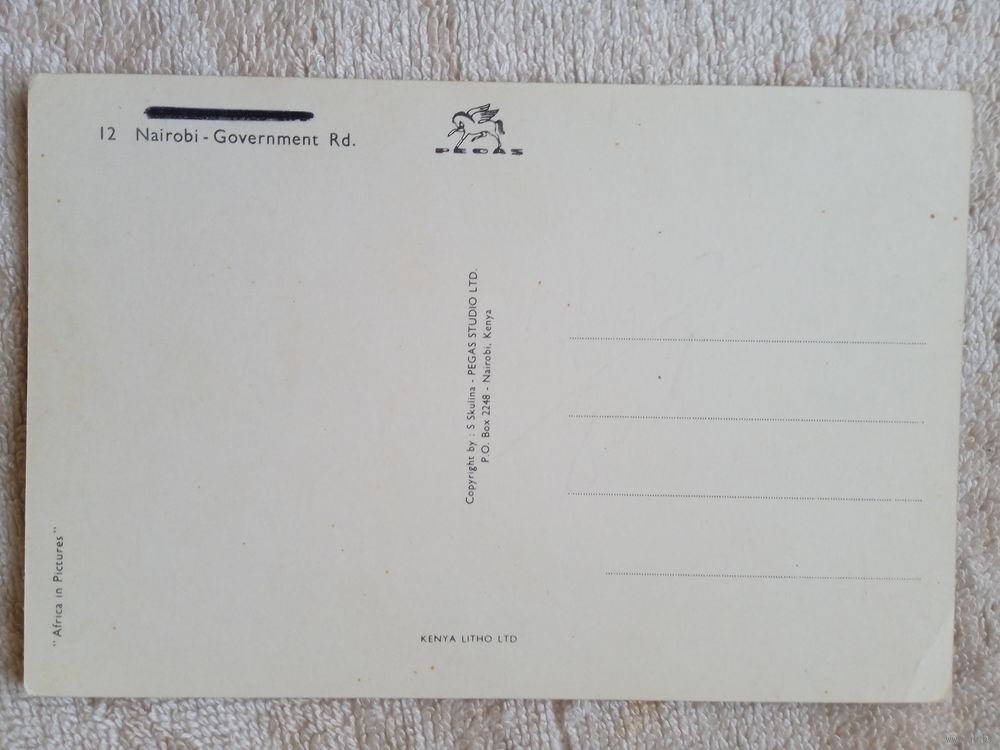 12 Nairobi - Government Rd.
PEGAS
Copyright by : S Skulina - PEGAS STUDIO LTD.
P.O. Box 2248 - Nairobi, Kenya
"Africa in Pictures"
KENYA LITHO LTD